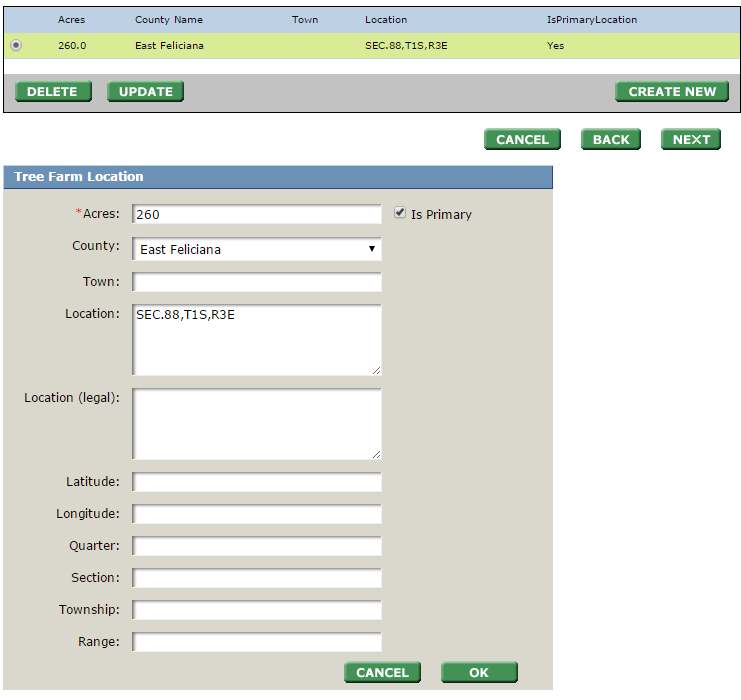 Acres County Name Town Location IsPrimaryLocation
260.0 East Feliciana SEC.88,T1S,R3E Yes
DELETE UPDATE CREATE NEW
CANCEL BACK NEXT
Tree Farm Location
*Acres: 260 Is Primary
County: East Feliciana
Town:
Location: SEC.88,T1S,R3E
Location (legal):
Latitude:
Longitude:
Quarter:
Section:
Township:
Range:
CANCEL OK